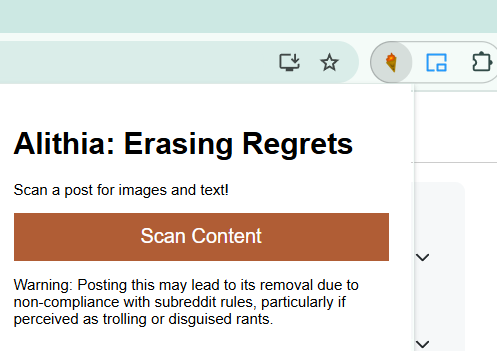 Alithia: Erasing Regrets
Scan a post for images and text!
Scan Content
Warning: Posting this may lead to its removal due to
non-compliance with subreddit rules, particularly if
perceived as trolling or disguised rants.